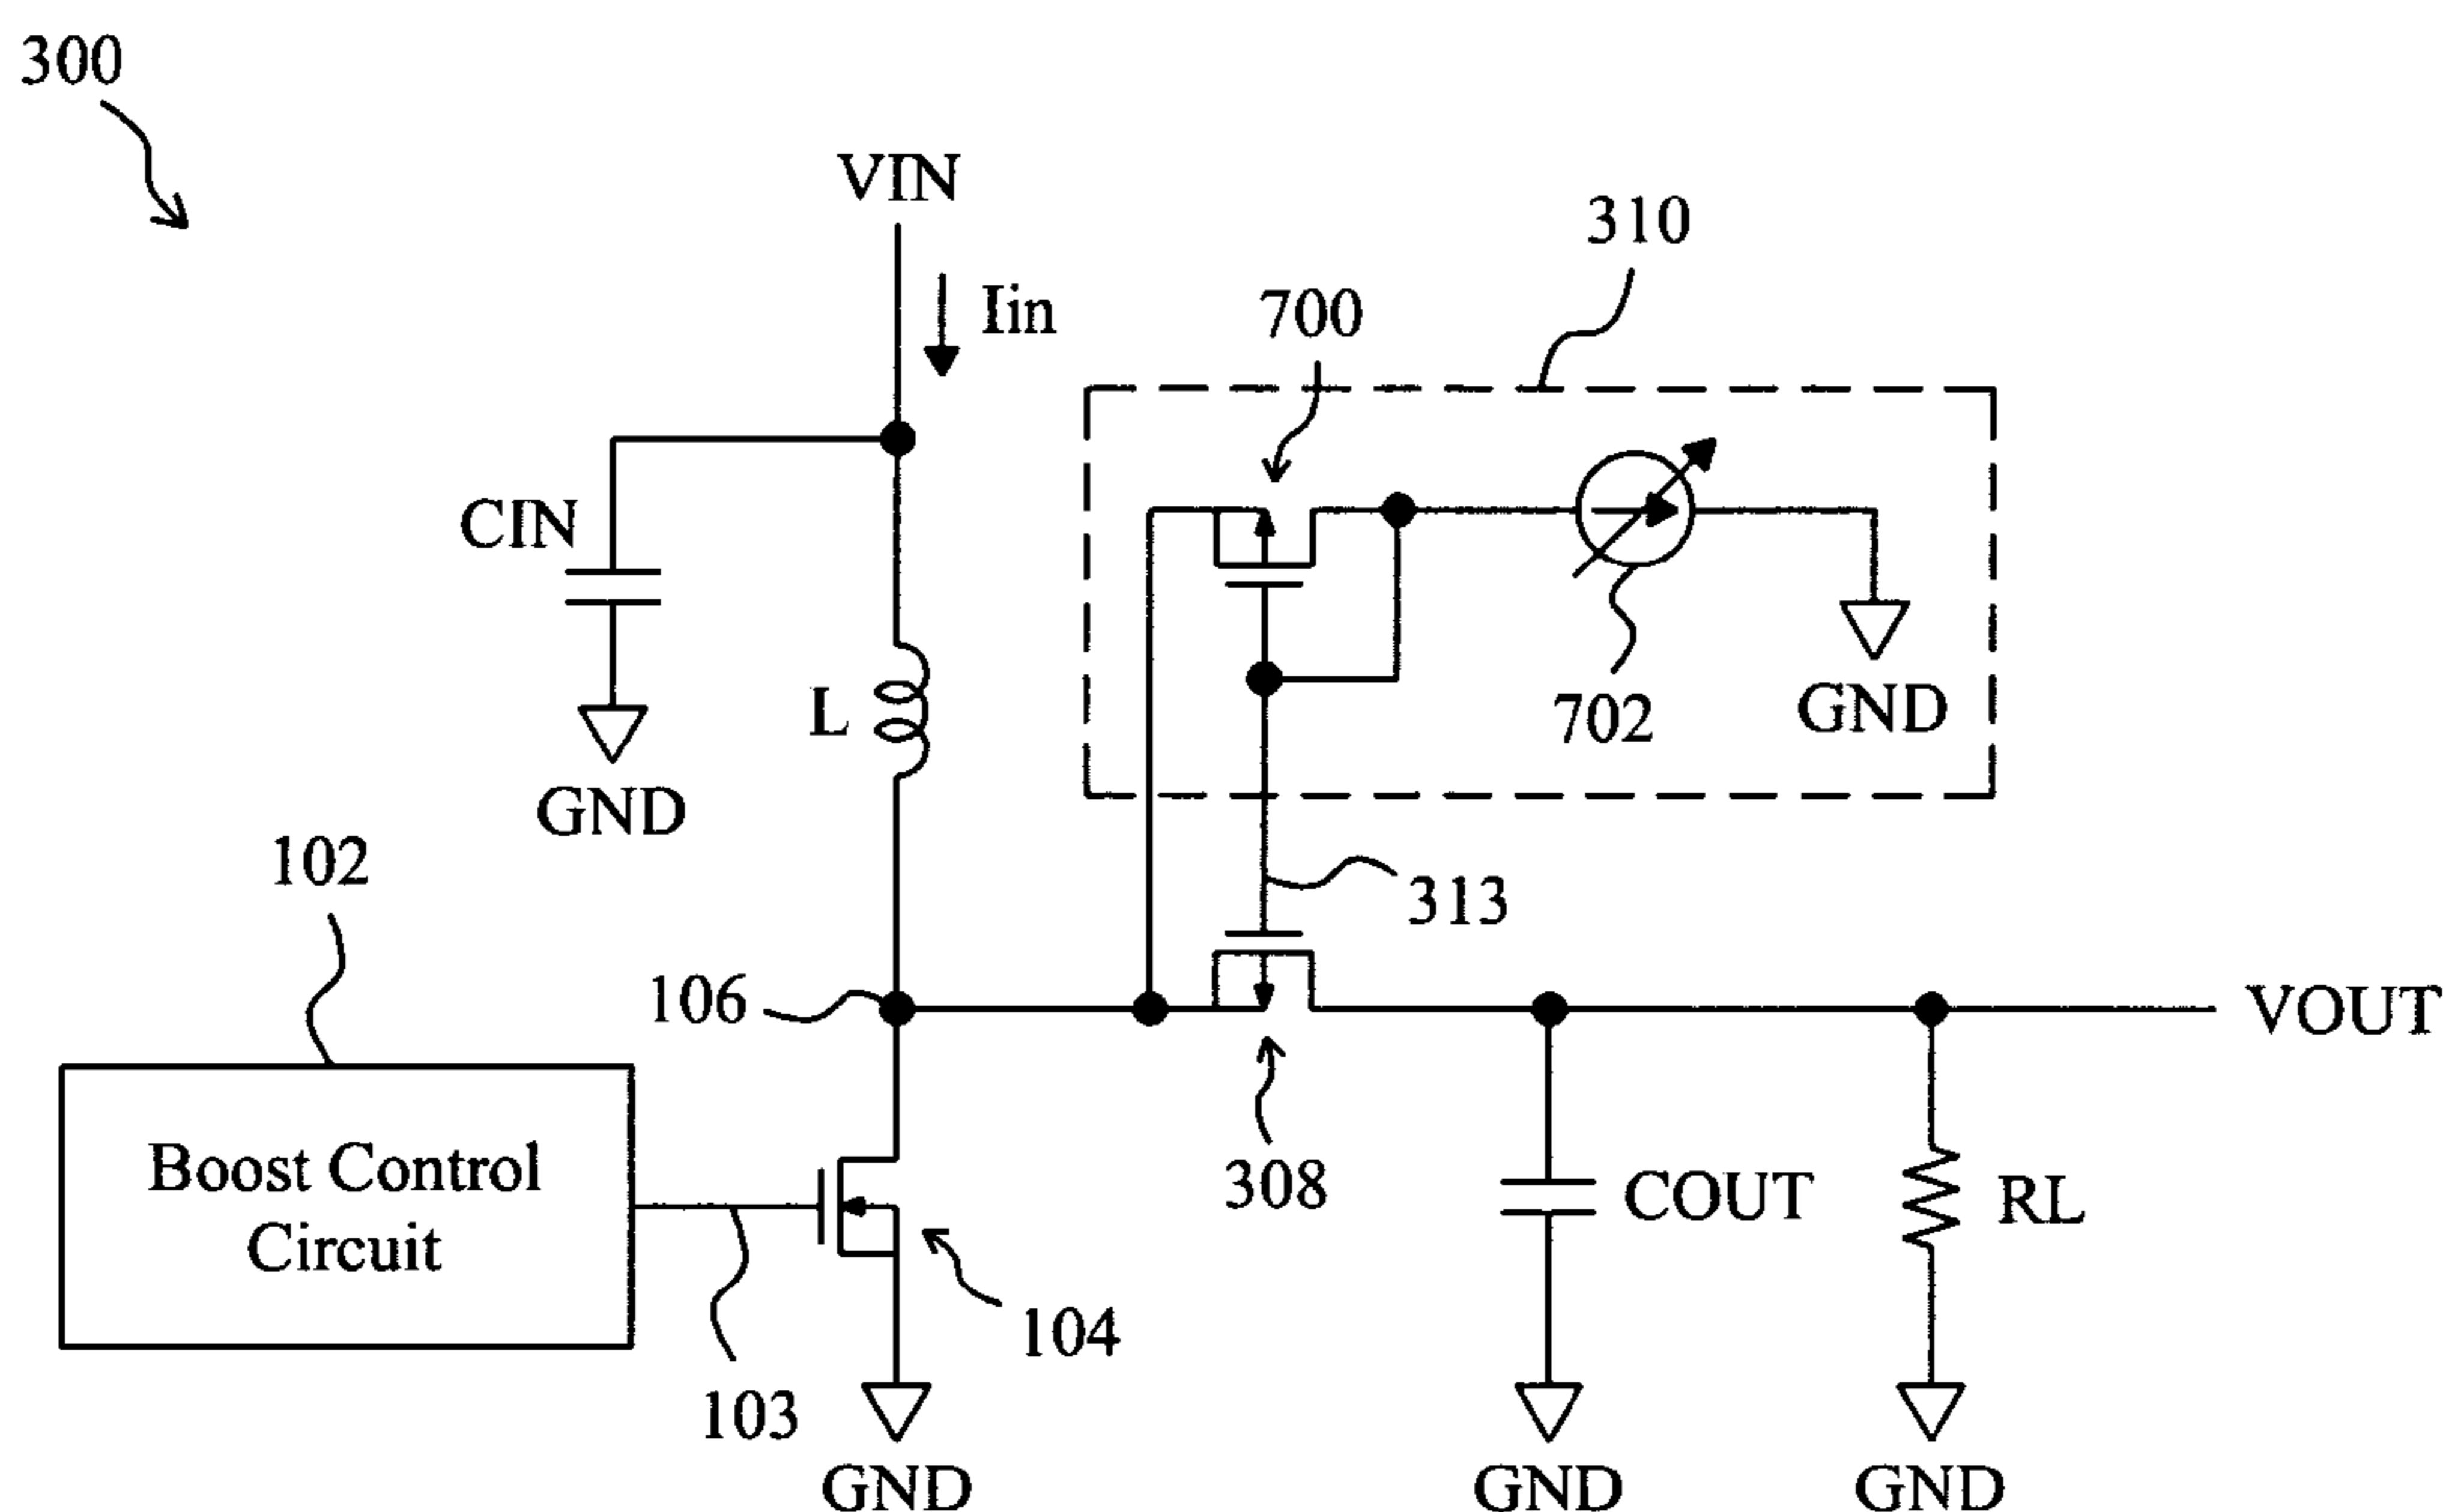 300
VIN
310
Iin
700
CIN
L
702
GND
GND
102
313
106
VOUT
Boost Control
Circuit
308
COUT
RL
104
103
GND
GND
GND